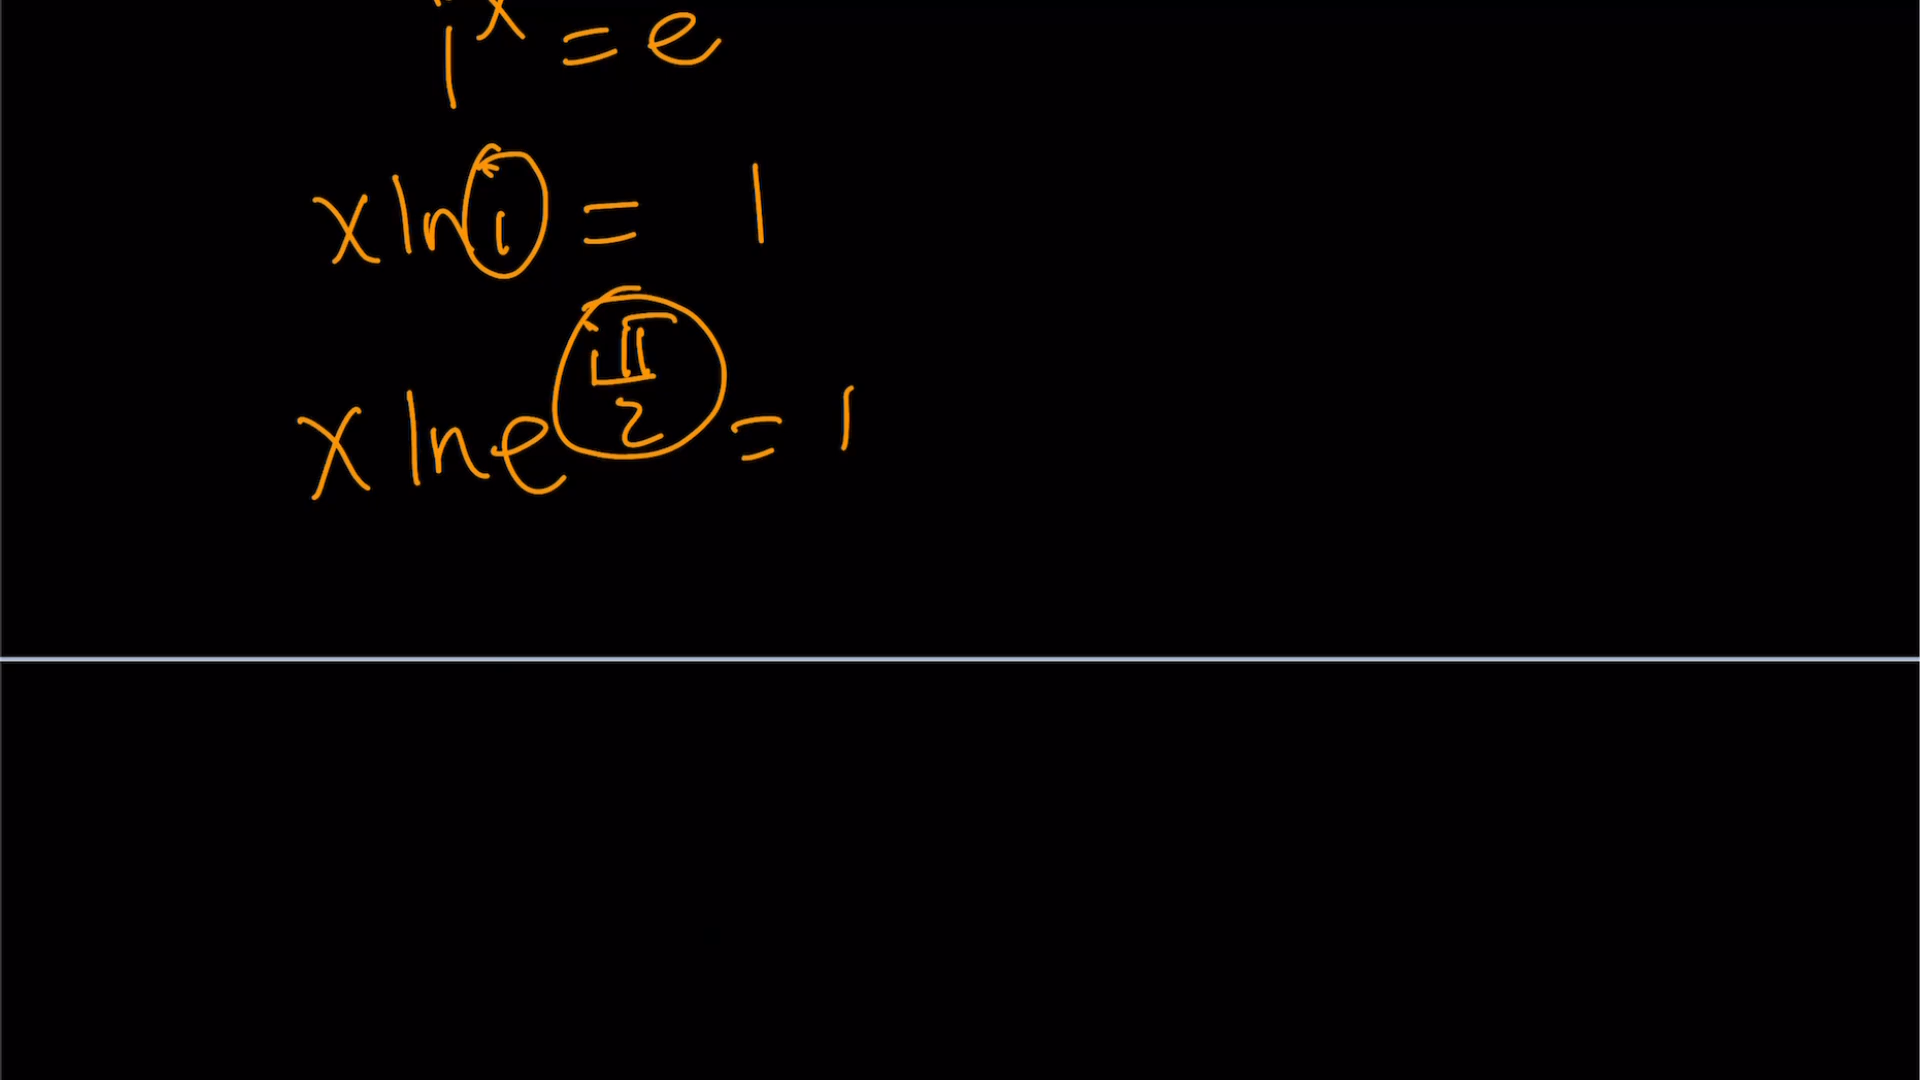 i^x = e
x ln i = 1
x ln e^(iπ/2) = 1